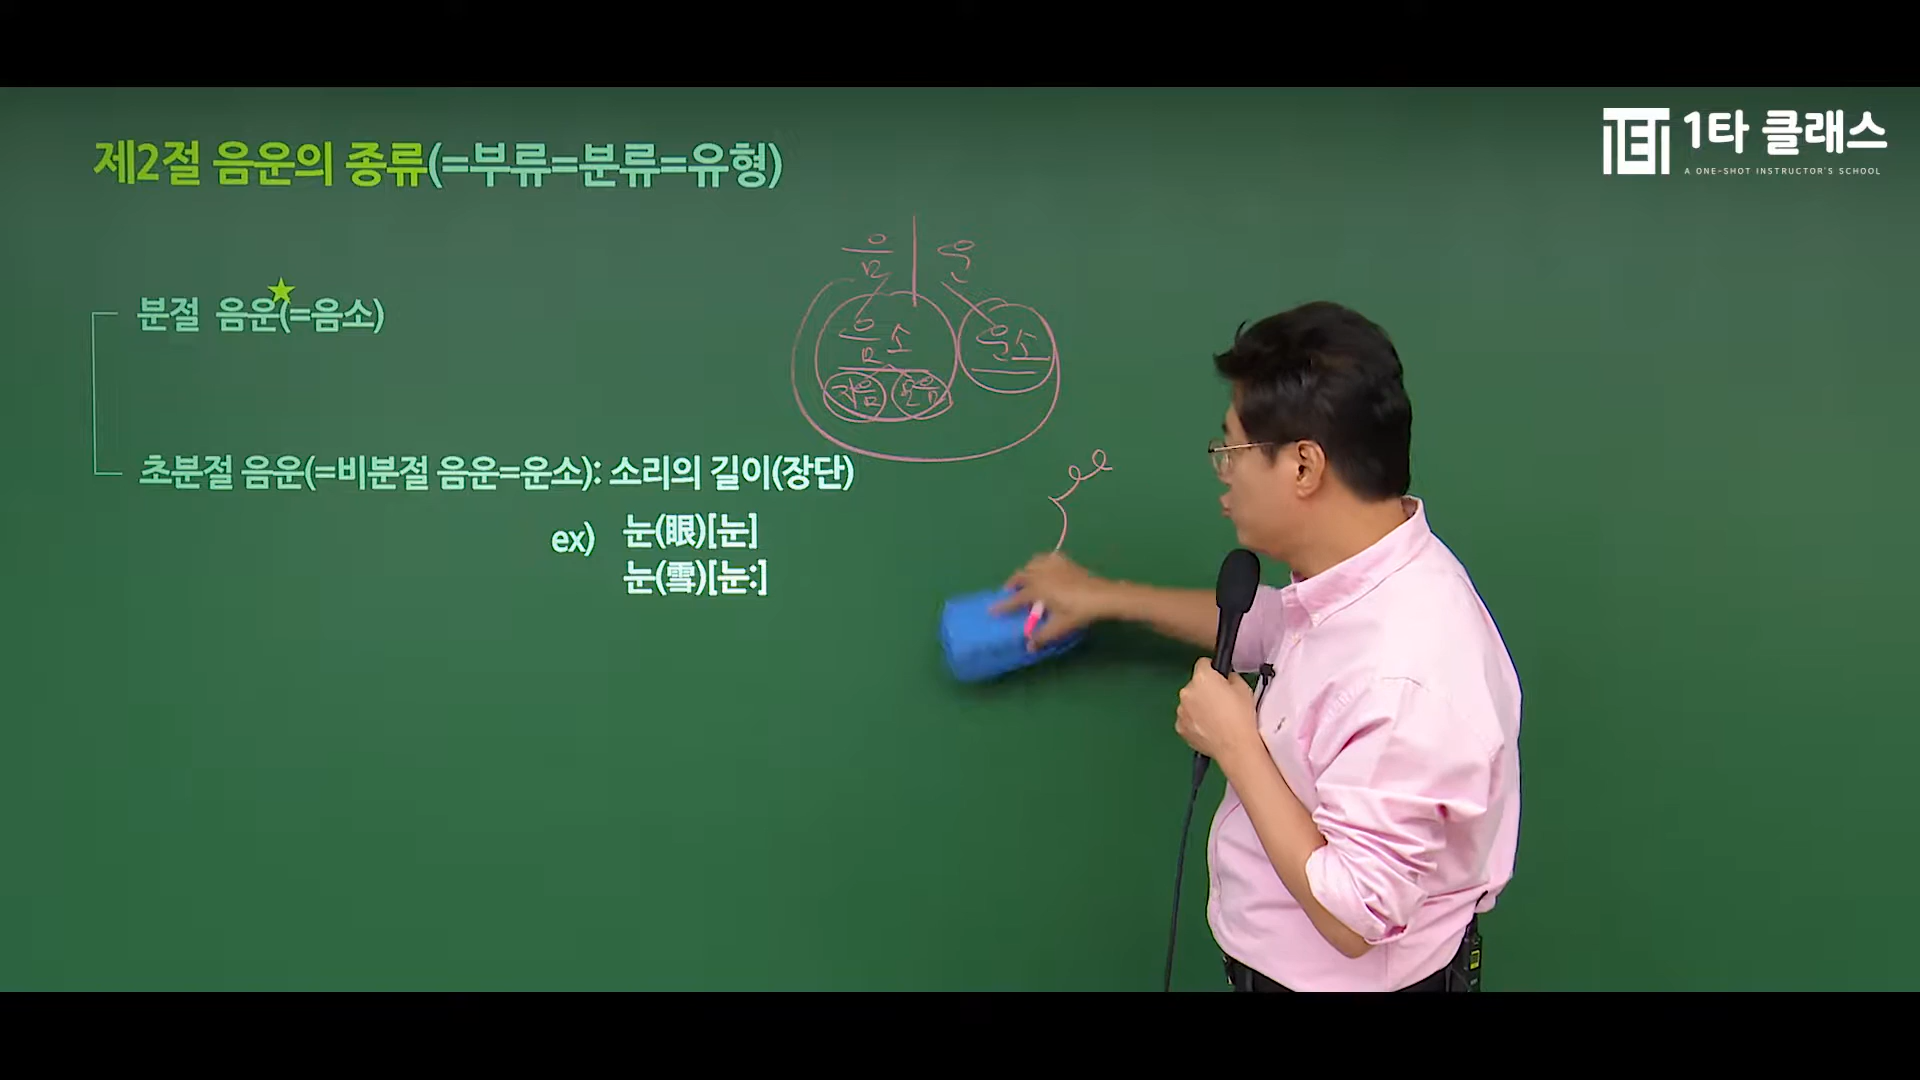 1타 클래스
A ONE-SHOT INSTRUCTOR'S SCHOOL
제2절 음운의 종류(=부류=분류=유형)
음 운
분절 음운(=음소)
음소 운소
자음 모음
초분절 음운(=비분절 음운=운소): 소리의 길이(장단)
ex) 눈(眼)[눈]
눈(雪)[눈:]